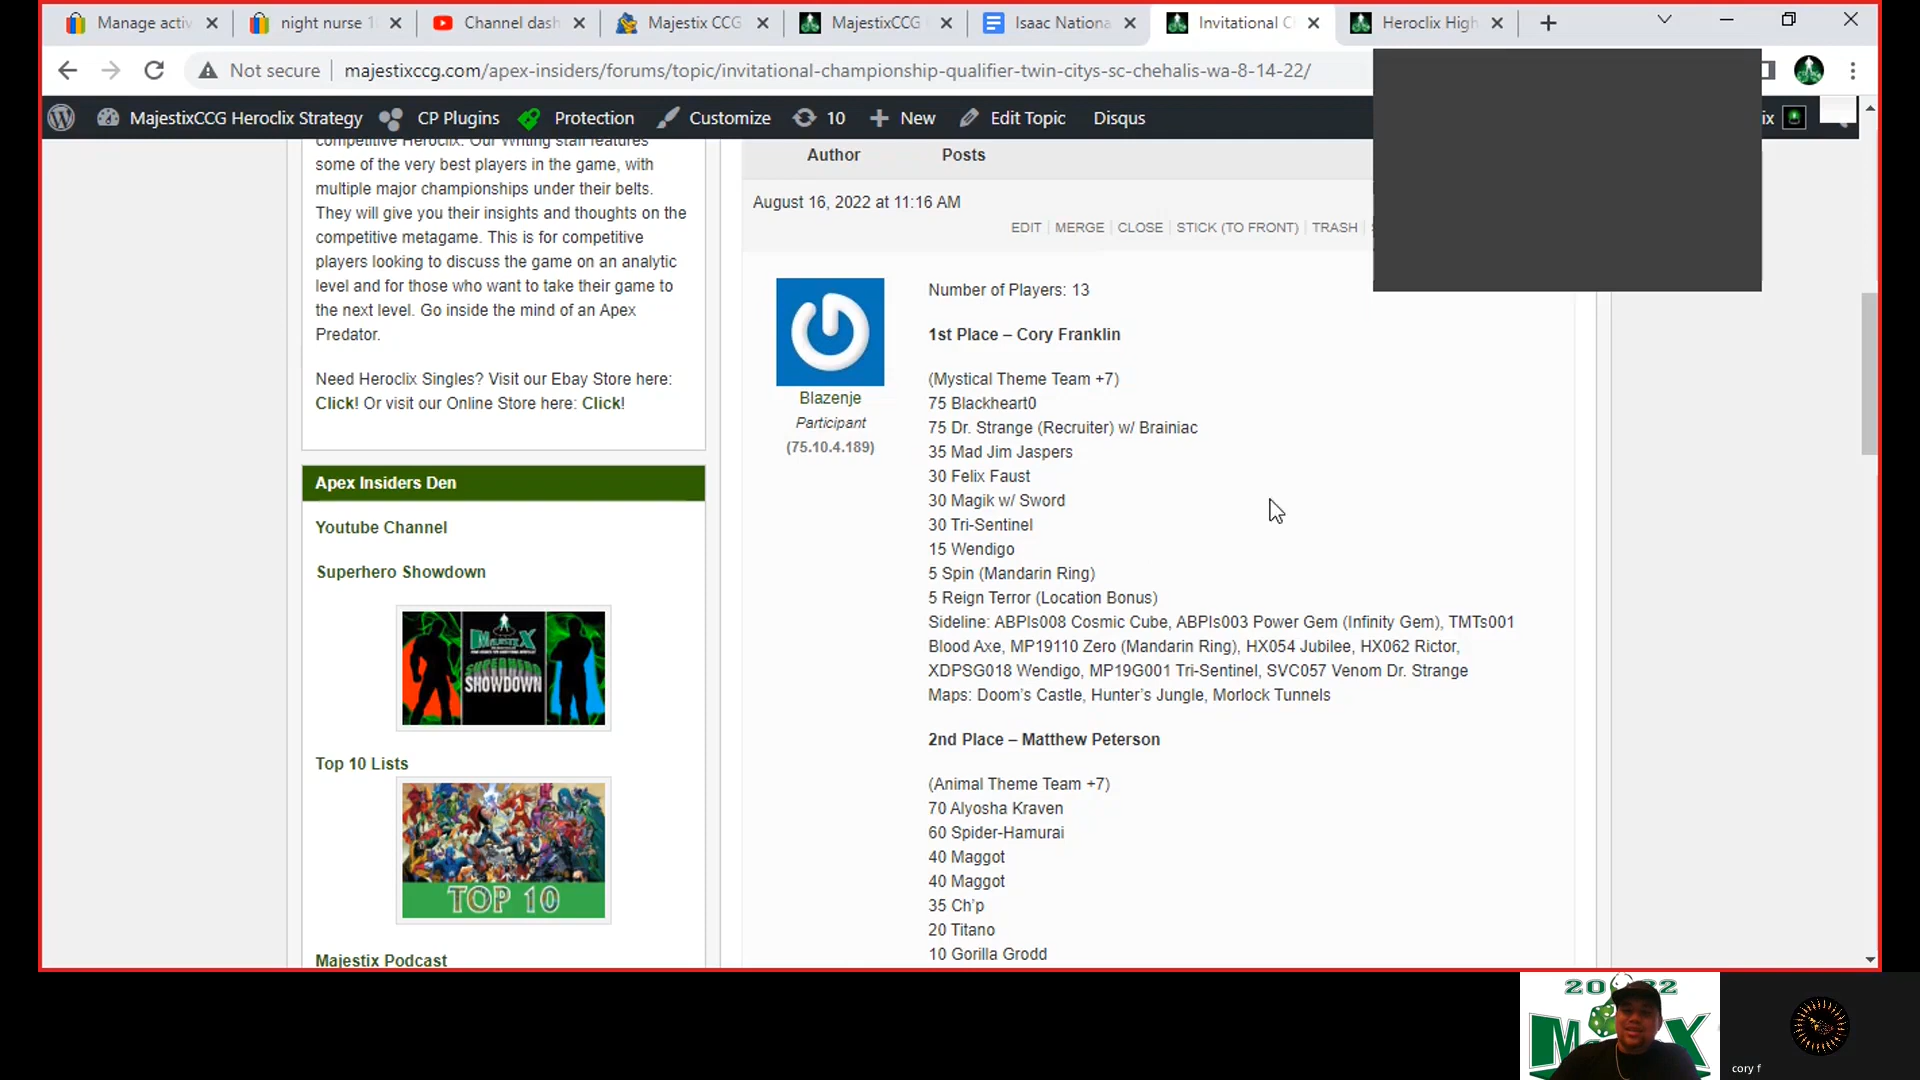 Manage activ
night nurse 1
Channel dash
Majestix CCG
MajestixCCG
Isaac Nationa
Invitational C
Heroclix High
Not secure
majestixccg.com/apex-insiders/forums/topic/invitational-championship-qualifier-twin-citys-sc-chehalis-wa-8-14-22/
MajestixCCG Heroclix Strategy
CP Plugins
Protection
Customize
10
New
Edit Topic
Disqus
ix
competitive Heroclix. Our Writing staff features
some of the very best players in the game, with
multiple major championships under their belts.
They will give you their insights and thoughts on the
competitive metagame. This is for competitive
players looking to discuss the game on an analytic
level and for those who want to take their game to
the next level. Go inside the mind of an Apex
Predator.
Need Heroclix Singles? Visit our Ebay Store here:
Click! Or visit our Online Store here: Click!
Apex Insiders Den
Youtube Channel
Superhero Showdown
MAJESTIX
SUPERHERO
SHOWDOWN
Top 10 Lists
TOP 10
Majestix Podcast
Author
Posts
August 16, 2022 at 11:16 AM
EDIT | MERGE | CLOSE | STICK (TO FRONT) | TRASH |
Blazenje
Participant
(75.10.4.189)
Number of Players: 13
1st Place – Cory Franklin
(Mystical Theme Team +7)
75 Blackheart0
75 Dr. Strange (Recruiter) w/ Brainiac
35 Mad Jim Jaspers
30 Felix Faust
30 Magik w/ Sword
30 Tri-Sentinel
15 Wendigo
5 Spin (Mandarin Ring)
5 Reign Terror (Location Bonus)
Sideline: ABPIs008 Cosmic Cube, ABPIs003 Power Gem (Infinity Gem), TMTS001
Blood Axe, MP19110 Zero (Mandarin Ring), HX054 Jubilee, HX062 Rictor,
XDPSG018 Wendigo, MP19G001 Tri-Sentinel, SVC057 Venom Dr. Strange
Maps: Doom’s Castle, Hunter’s Jungle, Morlock Tunnels
2nd Place – Matthew Peterson
(Animal Theme Team +7)
70 Alyosha Kraven
60 Spider-Hamurai
40 Maggot
40 Maggot
35 Ch’p
20 Titano
10 Gorilla Grodd
cory f